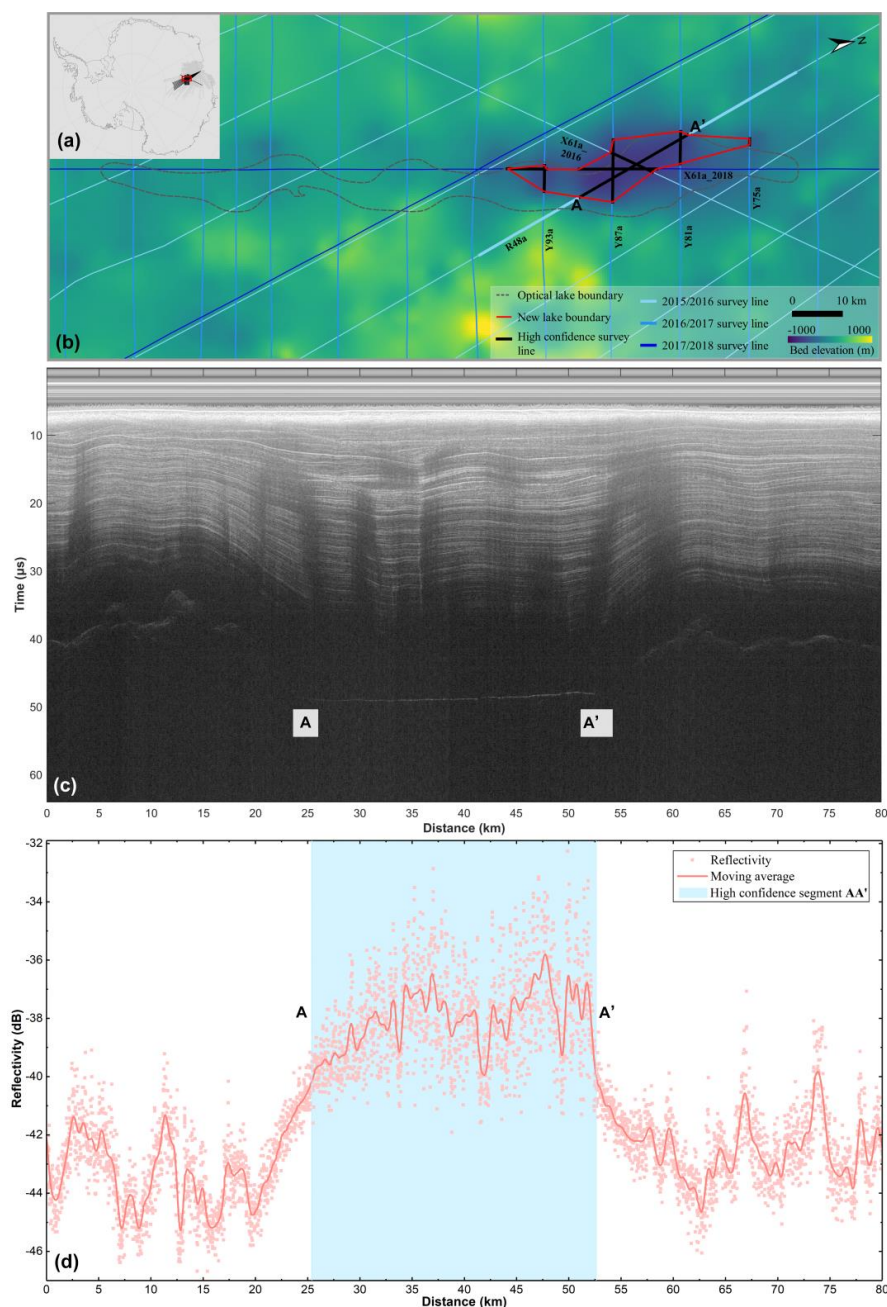 (a)
N
A'
X61a_
2016
X61a_2018
A
R48a
Y93a
Y87a
Y81a
Y75a
Optical lake boundary
New lake boundary
High confidence survey
line
2015/2016 survey line
2016/2017 survey line
2017/2018 survey line
0 10 km
-1000 1000
Bed elevation (m)
(b)
10
20
30
40
50
60
Time (µs)
A
A'
(c)
0 5 10 15 20 25 30 35 40 45 50 55 60 65 70 75 80
Distance (km)
-32
-34
-36
-38
-40
-42
-44
-46
Reflectivity (dB)
Reflectivity
Moving average
High confidence segment AA'
A
A'
(d)
0 5 10 15 20 25 30 35 40 45 50 55 60 65 70 75 80
Distance (km)